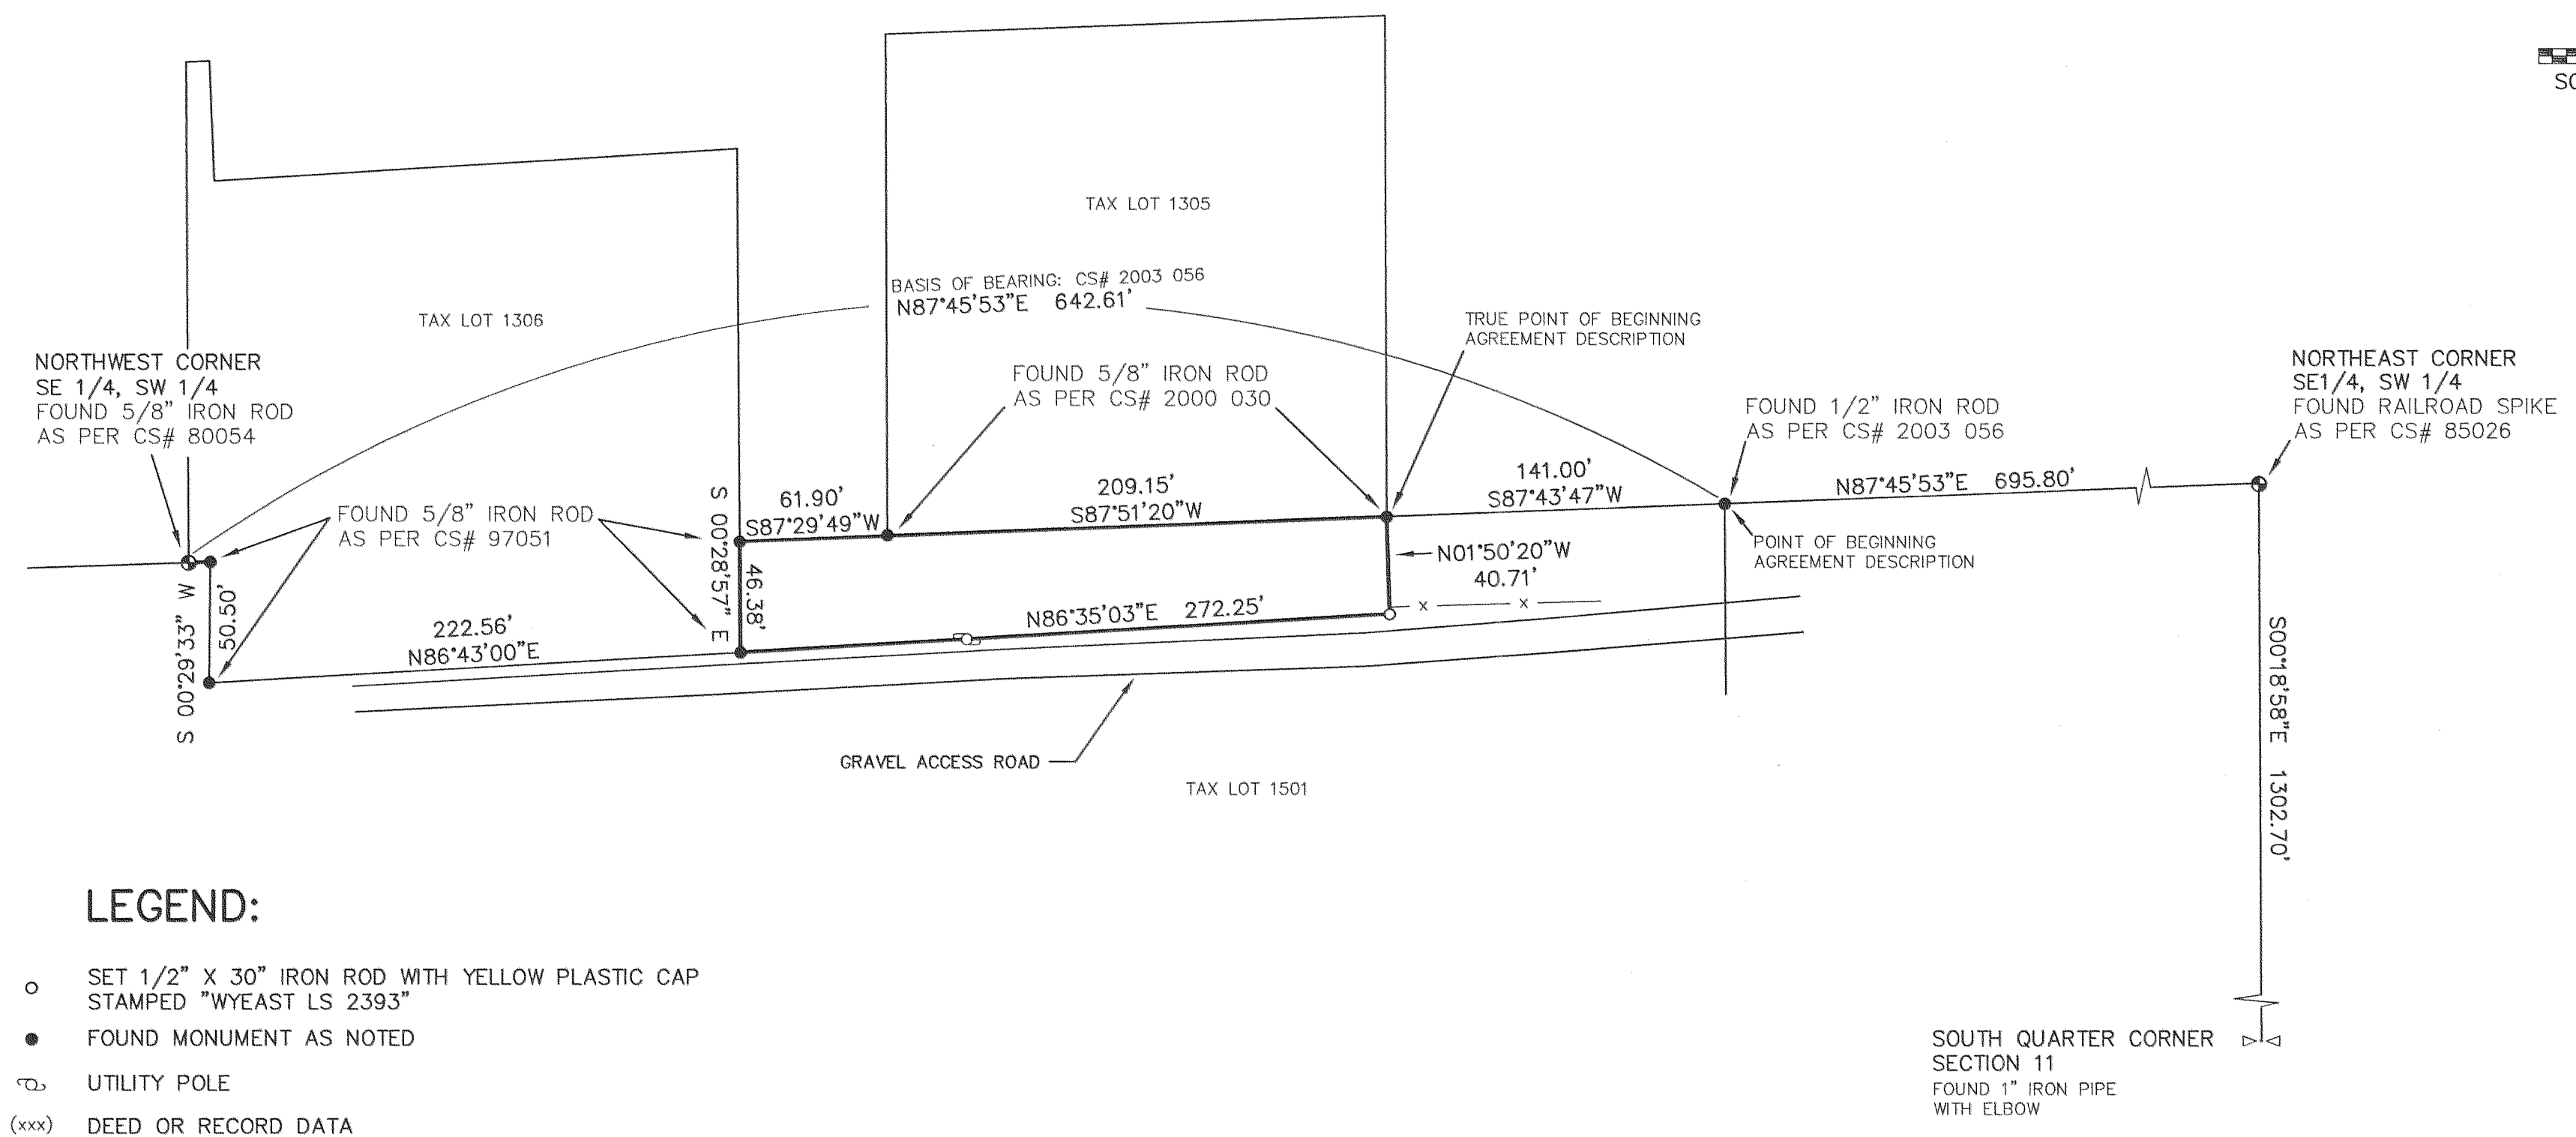 SC
TAX LOT 1305
BASIS OF BEARING: CS# 2003 056
N87°45'53"E 642.61'
TAX LOT 1306
TRUE POINT OF BEGINNING
AGREEMENT DESCRIPTION
NORTHWEST CORNER
SE 1/4, SW 1/4
FOUND 5/8" IRON ROD
AS PER CS# 80054
FOUND 5/8" IRON ROD
AS PER CS# 2000 030
FOUND 1/2" IRON ROD
AS PER CS# 2003 056
NORTHEAST CORNER
SE1/4, SW 1/4
FOUND RAILROAD SPIKE
AS PER CS# 85026
FOUND 5/8" IRON ROD
AS PER CS# 97051
61.90'
S87°29'49"W
209.15'
S87°51'20"W
141.00'
S87°43'47"W
N87°45'53"E 695.80'
POINT OF BEGINNING
AGREEMENT DESCRIPTION
S 00°29'33" W
50.50'
222.56'
N86°43'00"E
S 00°28'57" E
46.38'
N86°35'03"E 272.25'
N01°50'20"W
40.71'
x x
S00°18'58"E 1302.70'
GRAVEL ACCESS ROAD
TAX LOT 1501
LEGEND:
SET 1/2" X 30" IRON ROD WITH YELLOW PLASTIC CAP
STAMPED "WYEAST LS 2393"
FOUND MONUMENT AS NOTED
UTILITY POLE
(xxx) DEED OR RECORD DATA
SOUTH QUARTER CORNER
SECTION 11
FOUND 1" IRON PIPE
WITH ELBOW